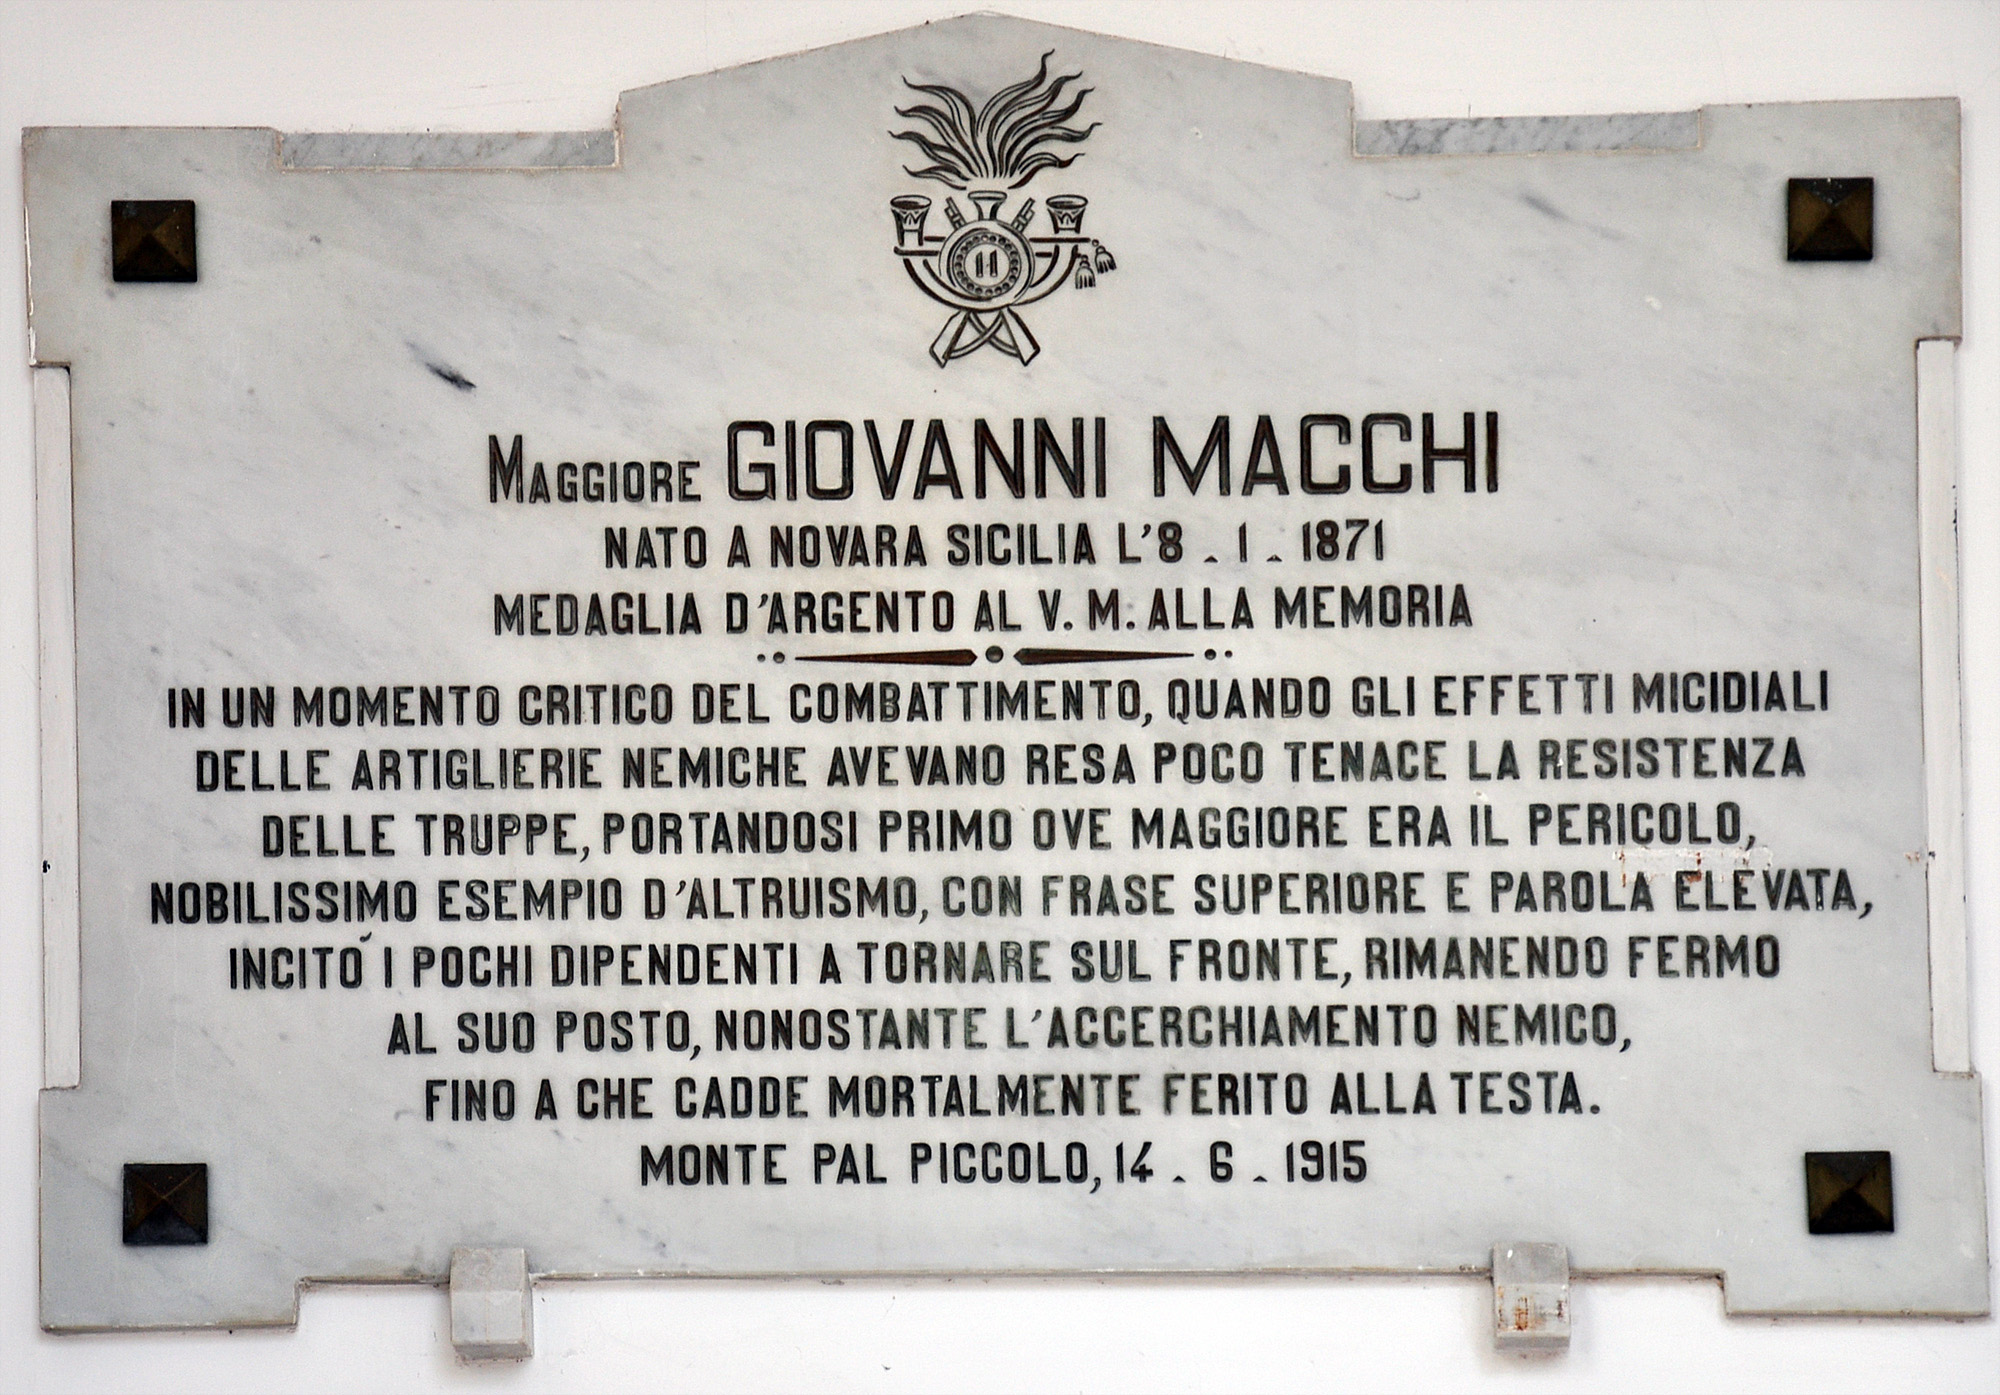 11
MAGGIORE GIOVANNI MACCHI
NATO A NOVARA SICILIA L'8 . 1 . 1871
MEDAGLIA D'ARGENTO AL V. M. ALLA MEMORIA
IN UN MOMENTO CRITICO DEL COMBATTIMENTO, QUANDO GLI EFFETTI MICIDIALI
DELLE ARTIGLIERIE NEMICHE AVEVANO RESA POCO TENACE LA RESISTENZA
DELLE TRUPPE, PORTANDOSI PRIMO OVE MAGGIORE ERA IL PERICOLO,
NOBILISSIMO ESEMPIO D'ALTRUISMO, CON FRASE SUPERIORE E PAROLA ELEVATA,
INCITO' I POCHI DIPENDENTI A TORNARE SUL FRONTE, RIMANENDO FERMO
AL SUO POSTO, NONOSTANTE L'ACCERCHIAMENTO NEMICO,
FINO A CHE CADDE MORTALMENTE FERITO ALLA TESTA.
MONTE PAL PICCOLO, 14 . 6 . 1915